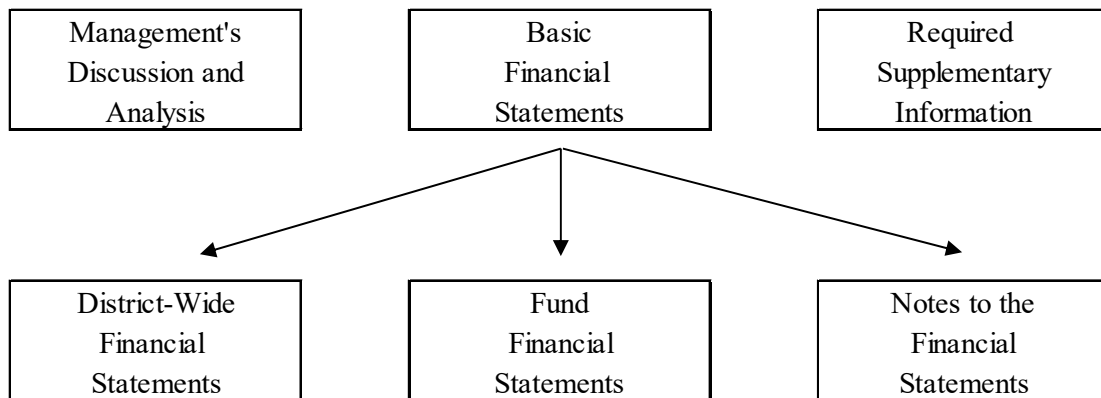 Management's
Discussion and
Analysis
Basic
Financial
Statements
Required
Supplementary
Information
District-Wide
Financial
Statements
Fund
Financial
Statements
Notes to the
Financial
Statements